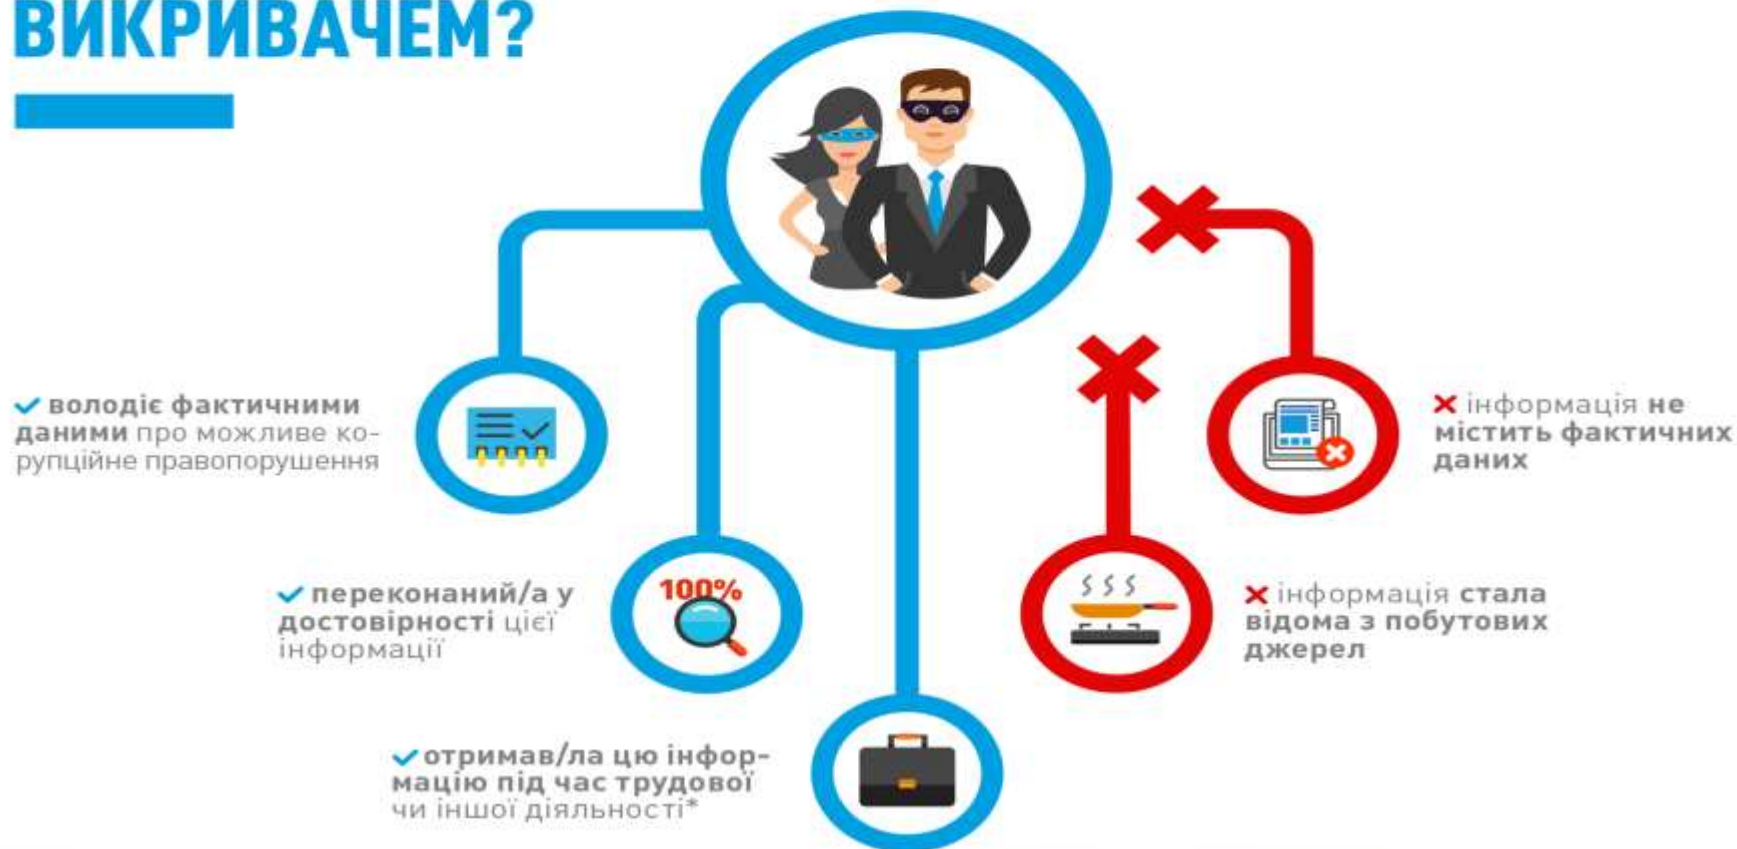 ВИКРИВАЧЕМ?
✓ володіє фактичними
даними про можливе ко-
рупційне правопорушення
✓ переконаний/а у
достовірності цієї
інформації
100%
✓ отримав/ла цю інфор-
мацію під час трудової
чи іншої діяльності*
✗ інформація не
містить фактичних
даних
✗ інформація стала
відома з побутових
джерел